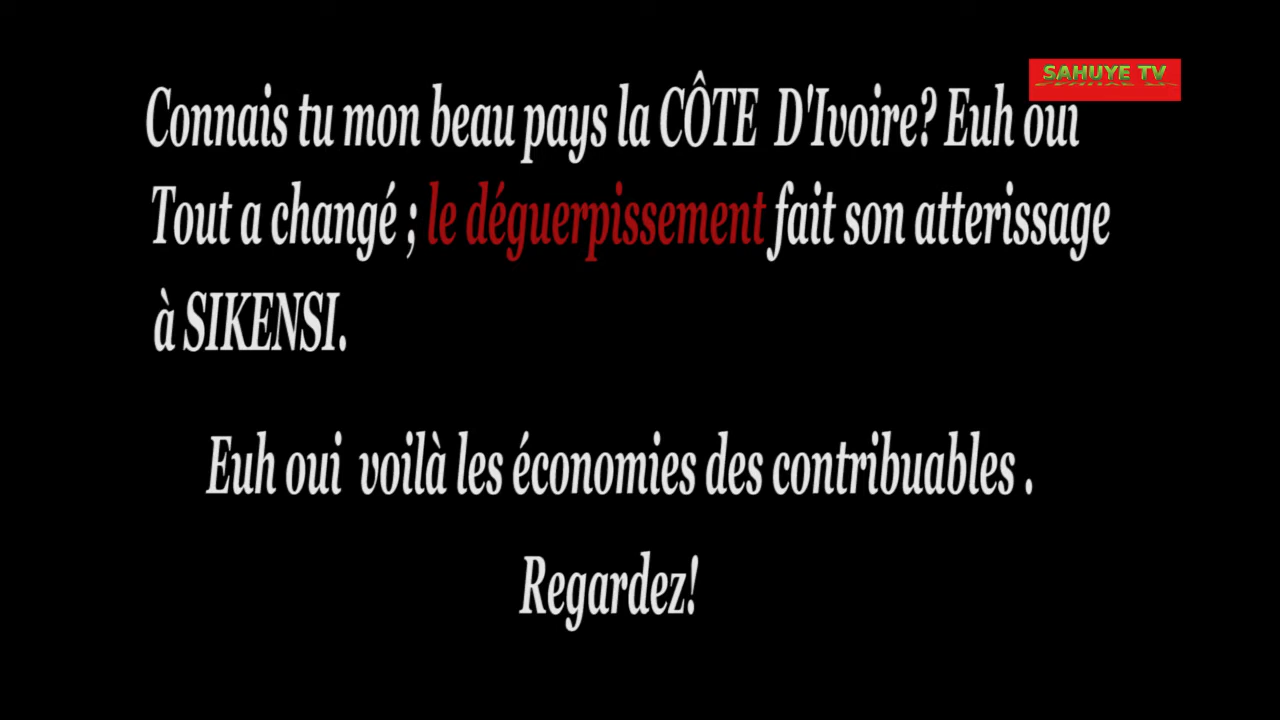 SAHUYE TV
Connais tu mon beau pays la CÔTE D'Ivoire? Euh oui
Tout a changé ; le déguerpissement fait son atterissage
à SIKENSI.
Euh oui voilà les économies des contribuables .
Regardez!